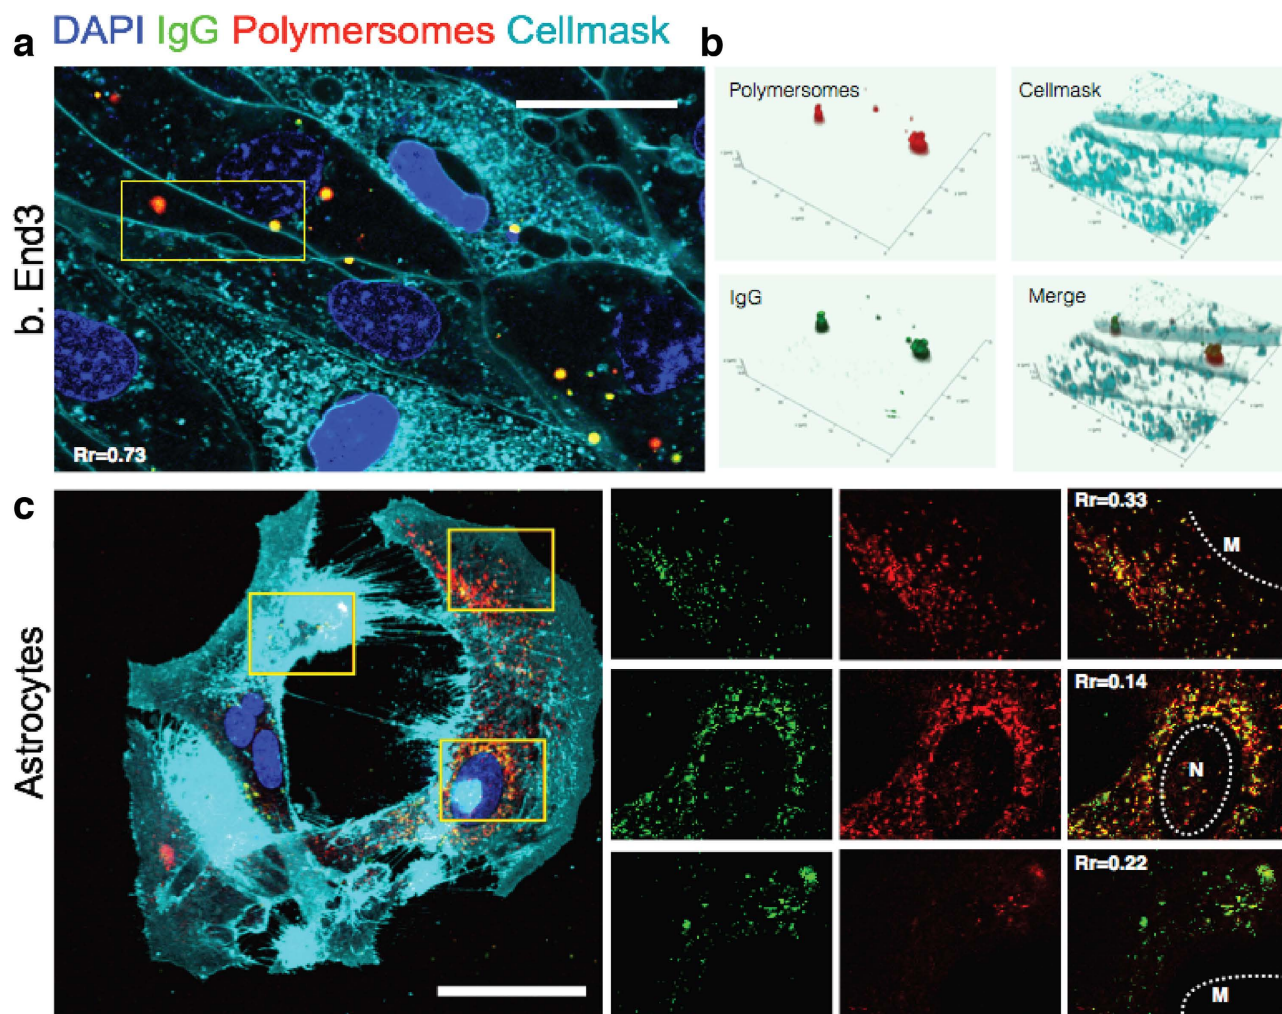 a DAPI IgG Polymersomes Cellmask
b
b. End3
Rr=0.73
Polymersomes
Cellmask
IgG
Merge
c
Astrocytes
Rr=0.33
M
Rr=0.14
N
Rr=0.22
M